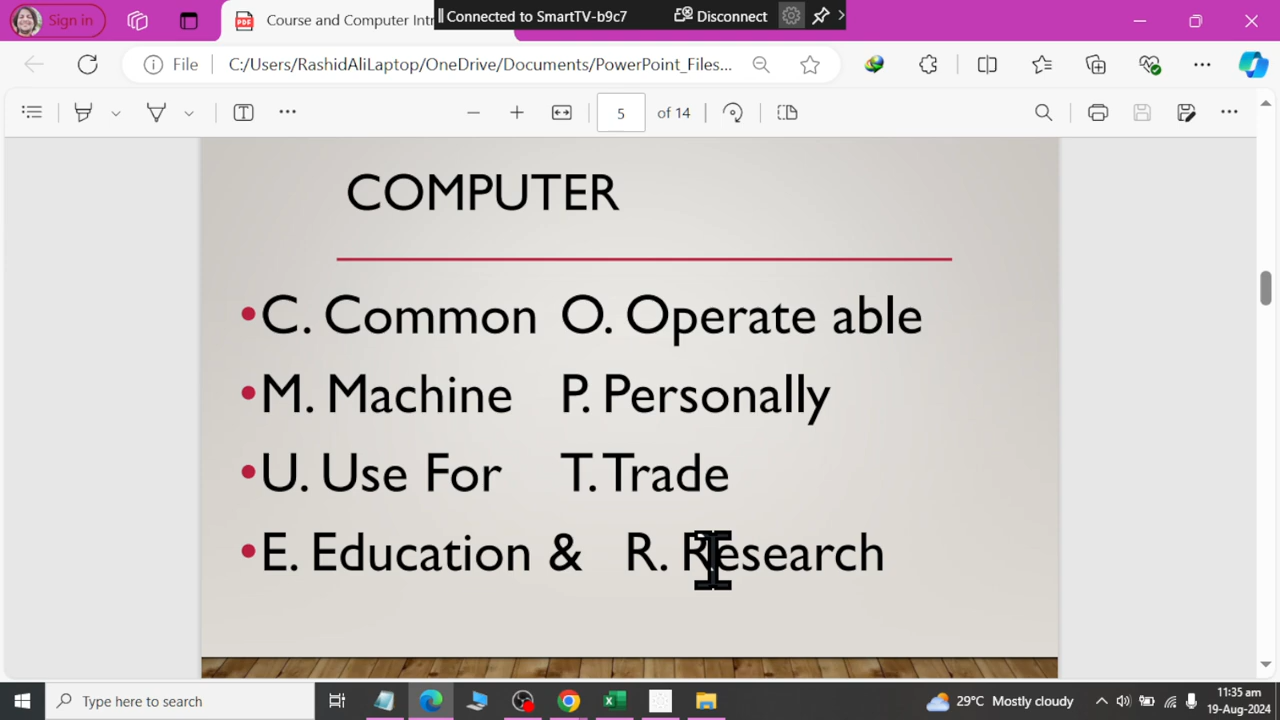 Sign in
Course and Computer Intr
Connected to SmartTV-b9c7
Disconnect
File
C:/Users/RashidAliLaptop/OneDrive/Documents/PowerPoint_Files...
5 of 14
COMPUTER
•C. Common O. Operate able
•M. Machine P. Personally
•U. Use For T. Trade
•E. Education & R. Research
Type here to search
29°C Mostly cloudy
11:35 am
19-Aug-2024